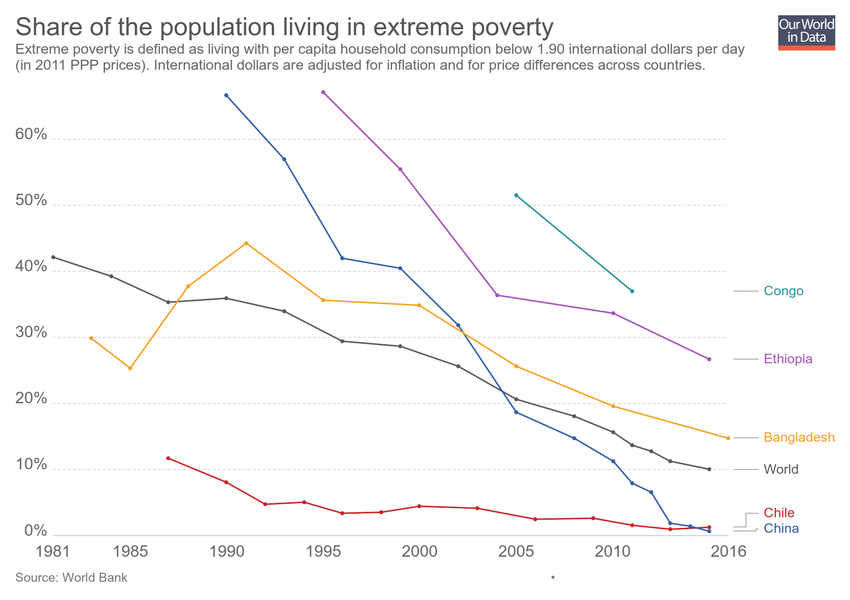 Share of the population living in extreme poverty
Our World
in Data
Extreme poverty is defined as living with per capita household consumption below 1.90 international dollars per day
(in 2011 PPP prices). International dollars are adjusted for inflation and for price differences across countries.
60%
50%
40%
30%
20%
10%
0%
1981 1985 1990 1995 2000 2005 2010 2016
Congo
Ethiopia
Bangladesh
World
Chile
China
Source: World Bank